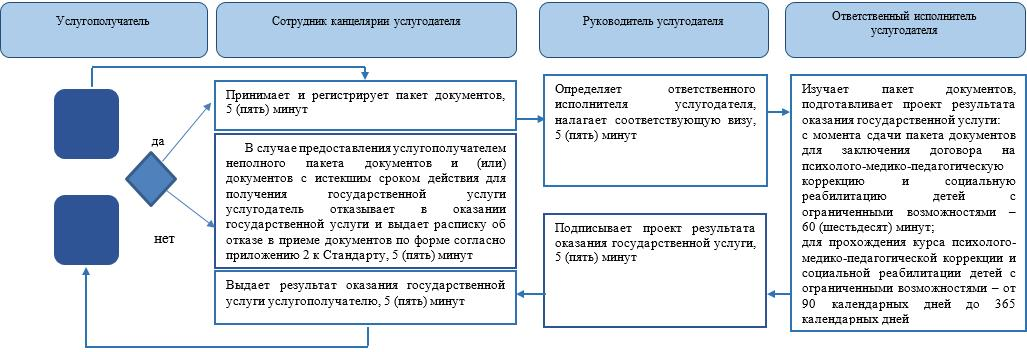 Услугополучатель
Сотрудник канцелярии услугодателя
Руководитель услугодателя
Ответственный исполнитель
услугодателя
да
нет
Принимает и регистрирует пакет документов,
5 (пять) минут
В случае предоставления услугополучателем
неполного пакета документов и (или)
документов с истекшим сроком действия для
получения государственной услуги
услугодатель отказывает в оказании
государственной услуги и выдает расписку об
отказе в приеме документов по форме согласно
приложению 2 к Стандарту, 5 (пять) минут
Выдает результат оказания государственной
услуги услугополучателю, 5 (пять) минут
Определяет ответственного
исполнителя услугодателя,
налагает соответствующую визу,
5 (пять) минут
Подписывает проект результата
оказания государственной услуги,
5 (пять) минут
Изучает пакет документов,
подготавливает проект результата
оказания государственной услуги:
с момента сдачи пакета документов
для заключения договора на
психолого-медико-педагогическую
коррекцию и социальную
реабилитацию детей с
ограниченными возможностями –
60 (шестьдесят) минут;
для прохождения курса психолого-
медико-педагогической коррекции и
социальной реабилитации детей с
ограниченными возможностями – от
90 календарных дней до 365
календарных дней